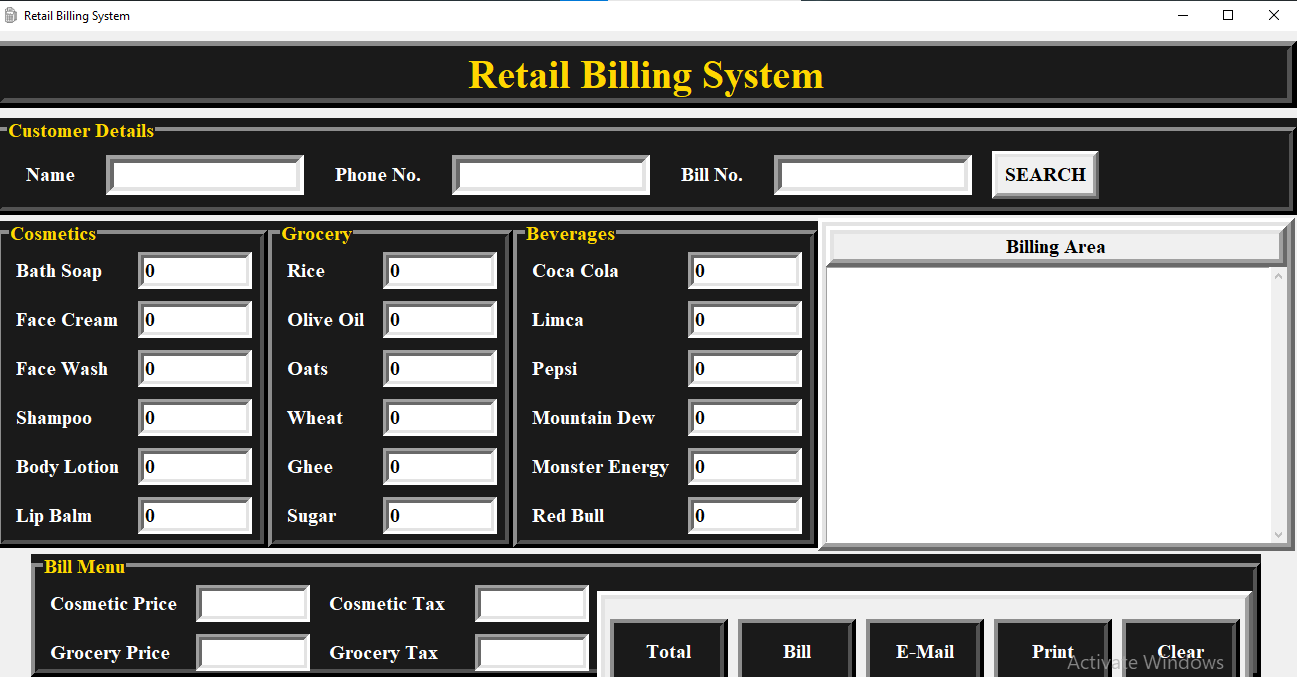 Retail Billing System
Retail Billing System
Customer Details
Name Phone No. Bill No. SEARCH
Cosmetics Grocery Beverages
Billing Area
Bath Soap 0 Rice 0 Coca Cola 0
Face Cream 0 Olive Oil 0 Limca 0
Face Wash 0 Oats 0 Pepsi 0
Shampoo 0 Wheat 0 Mountain Dew 0
Body Lotion 0 Ghee 0 Monster Energy 0
Lip Balm 0 Sugar 0 Red Bull 0
Bill Menu
Cosmetic Price Cosmetic Tax
Grocery Price Grocery Tax Total Bill E-Mail Print Clear
Activate Windows